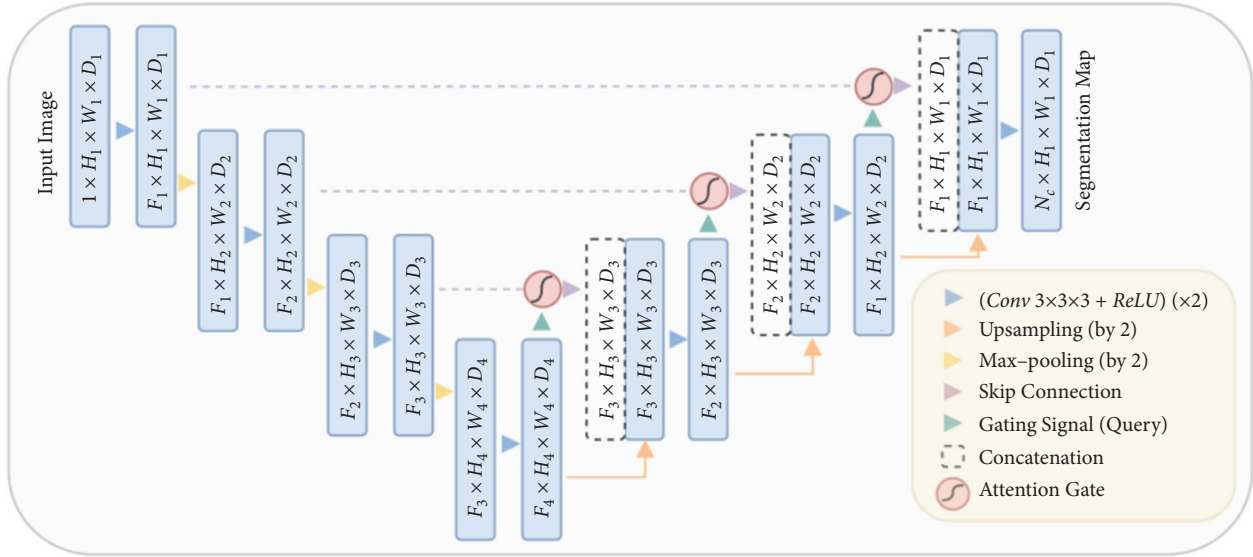 Input Image
1 × H₁ × W₁ × D₁
F₁ × H₁ × W₁ × D₁
F₁ × H₂ × W₂ × D₂
F₂ × H₂ × W₂ × D₂
F₂ × H₃ × W₃ × D₃
F₃ × H₃ × W₃ × D₃
F₃ × H₄ × W₄ × D₄
F₄ × H₄ × W₄ × D₄
F₃ × H₃ × W₃ × D₃
F₃ × H₃ × W₃ × D₃
F₂ × H₃ × W₃ × D₃
F₂ × H₂ × W₂ × D₂
F₂ × H₂ × W₂ × D₂
F₁ × H₂ × W₂ × D₂
F₁ × H₁ × W₁ × D₁
F₁ × H₁ × W₁ × D₁
N꜀ × H₁ × W₁ × D₁
Segmentation Map
(Conv 3×3×3 + ReLU) (×2)
Upsampling (by 2)
Max–pooling (by 2)
Skip Connection
Gating Signal (Query)
Concatenation
Attention Gate